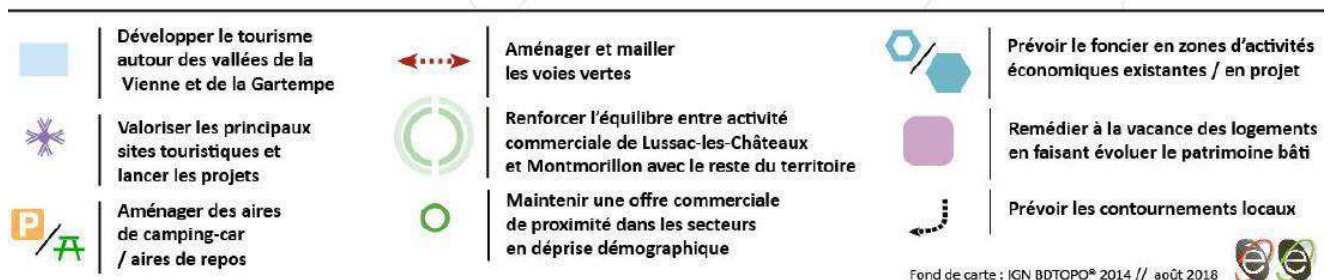 Développer le tourisme
autour des vallées de la
Vienne et de la Gartempe
Valoriser les principaux
sites touristiques et
lancer les projets
P
Aménager des aires
de camping-car
/ aires de repos
Aménager et mailler
les voies vertes
Renforcer l'équilibre entre activité
commerciale de Lussac-les-Châteaux
et Montmorillon avec le reste du territoire
Maintenir une offre commerciale
de proximité dans les secteurs
en déprise démographique
Prévoir le foncier en zones d'activités
économiques existantes / en projet
Remédier à la vacance des logements
en faisant évoluer le patrimoine bâti
Prévoir les contournements locaux
Fond de carte : IGN BDTOPO® 2014 // août 2018
é é